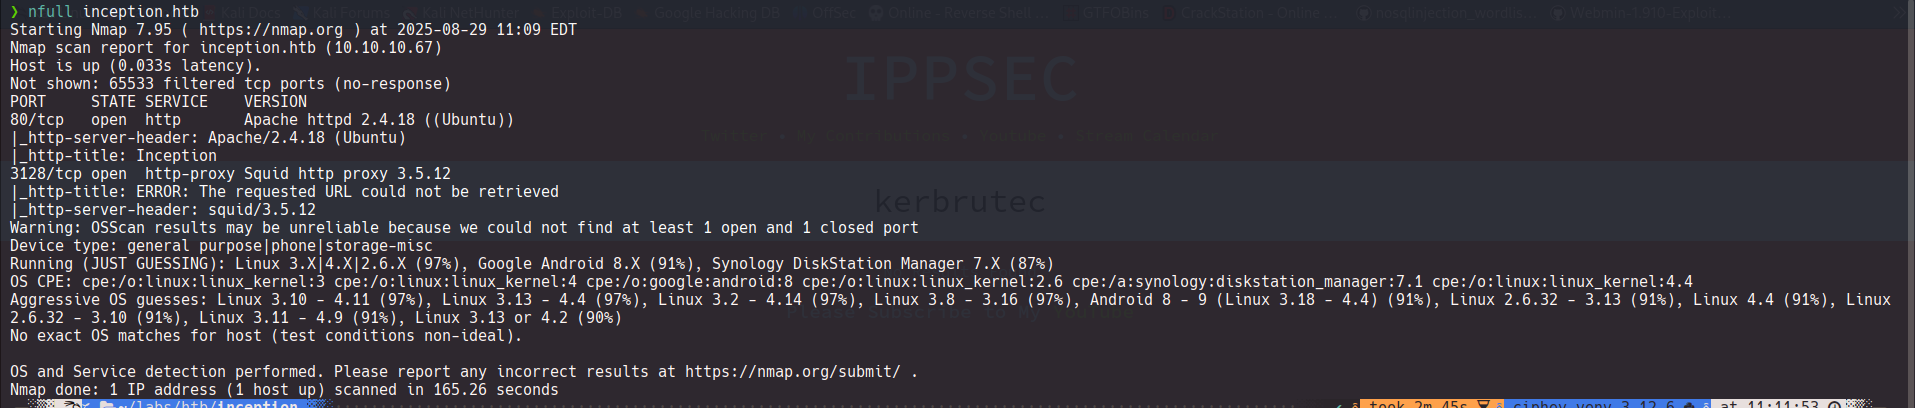 ❯ nfull inception.htb
Starting Nmap 7.95 ( https://nmap.org ) at 2025-08-29 11:09 EDT
Nmap scan report for inception.htb (10.10.10.67)
Host is up (0.033s latency).
Not shown: 65533 filtered tcp ports (no-response)
IPPSEC
PORT     STATE SERVICE    VERSION
80/tcp   open  http       Apache httpd 2.4.18 ((Ubuntu))
|_http-server-header: Apache/2.4.18 (Ubuntu)
|_http-title: Inception
3128/tcp open  http-proxy Squid http proxy 3.5.12
|_http-title: ERROR: The requested URL could not be retrieved
|_http-server-header: squid/3.5.12
kerbrutec
Warning: OSScan results may be unreliable because we could not find at least 1 open and 1 closed port
Device type: general purpose|phone|storage-misc
Running (JUST GUESSING): Linux 3.X|4.X|2.6.X (97%), Google Android 8.X (91%), Synology DiskStation Manager 7.X (87%)
OS CPE: cpe:/o:linux:linux_kernel:3 cpe:/o:linux:linux_kernel:4 cpe:/o:google:android:8 cpe:/o:linux:linux_kernel:2.6 cpe:/a:synology:diskstation_manager:7.1 cpe:/o:linux:linux_kernel:4.4
Aggressive OS guesses: Linux 3.10 - 4.11 (97%), Linux 3.13 - 4.4 (97%), Linux 3.2 - 4.14 (97%), Linux 3.8 - 3.16 (97%), Android 8 - 9 (Linux 3.18 - 4.4) (91%), Linux 2.6.32 - 3.13 (91%), Linux 4.4 (91%), Linux
2.6.32 - 3.10 (91%), Linux 3.11 - 4.9 (91%), Linux 3.13 or 4.2 (90%)
No exact OS matches for host (test conditions non-ideal).
OS and Service detection performed. Please report any incorrect results at https://nmap.org/submit/ .
Nmap done: 1 IP address (1 host up) scanned in 165.26 seconds
~/labs/htb/inception took 2m 45s at 11:11:53